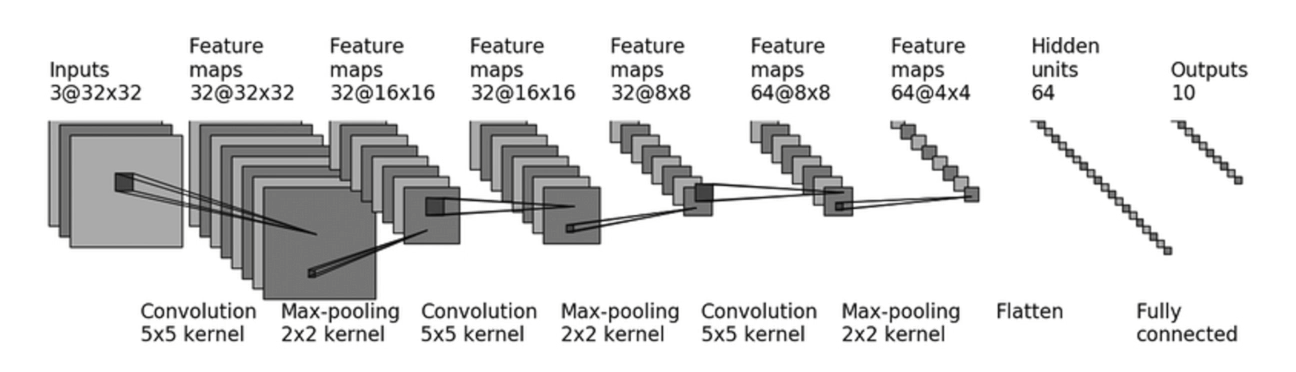 Inputs
3@32x32
Feature
maps
32@32x32
Feature
maps
32@16x16
Feature
maps
32@16x16
Feature
maps
32@8x8
Feature
maps
64@8x8
Feature
maps
64@4x4
Hidden
units
64
Outputs
10
Convolution
5x5 kernel
Max-pooling
2x2 kernel
Convolution
5x5 kernel
Max-pooling
2x2 kernel
Convolution
5x5 kernel
Max-pooling
2x2 kernel
Flatten
Fully
connected